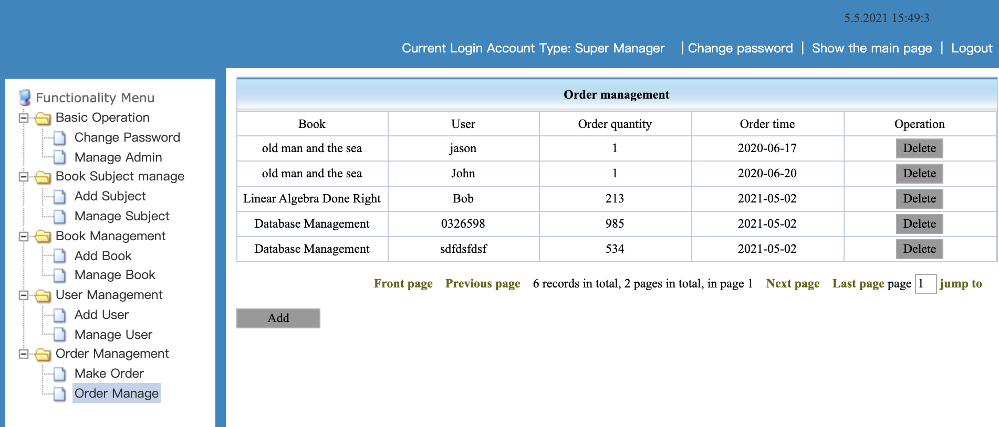 5.5.2021 15:49:3
Current Login Account Type: Super Manager | Change password | Show the main page | Logout
Functionality Menu
Basic Operation
Change Password
Manage Admin
Book Subject manage
Add Subject
Manage Subject
Book Management
Add Book
Manage Book
User Management
Add User
Manage User
Order Management
Make Order
Order Manage
Order management
Book User Order quantity Order time Operation
old man and the sea jason 1 2020-06-17 Delete
old man and the sea John 1 2020-06-20 Delete
Linear Algebra Done Right Bob 213 2021-05-02 Delete
Database Management 0326598 985 2021-05-02 Delete
Database Management sdfdsfdsf 534 2021-05-02 Delete
Front page Previous page 6 records in total, 2 pages in total, in page 1 Next page Last page page 1 jump to
Add